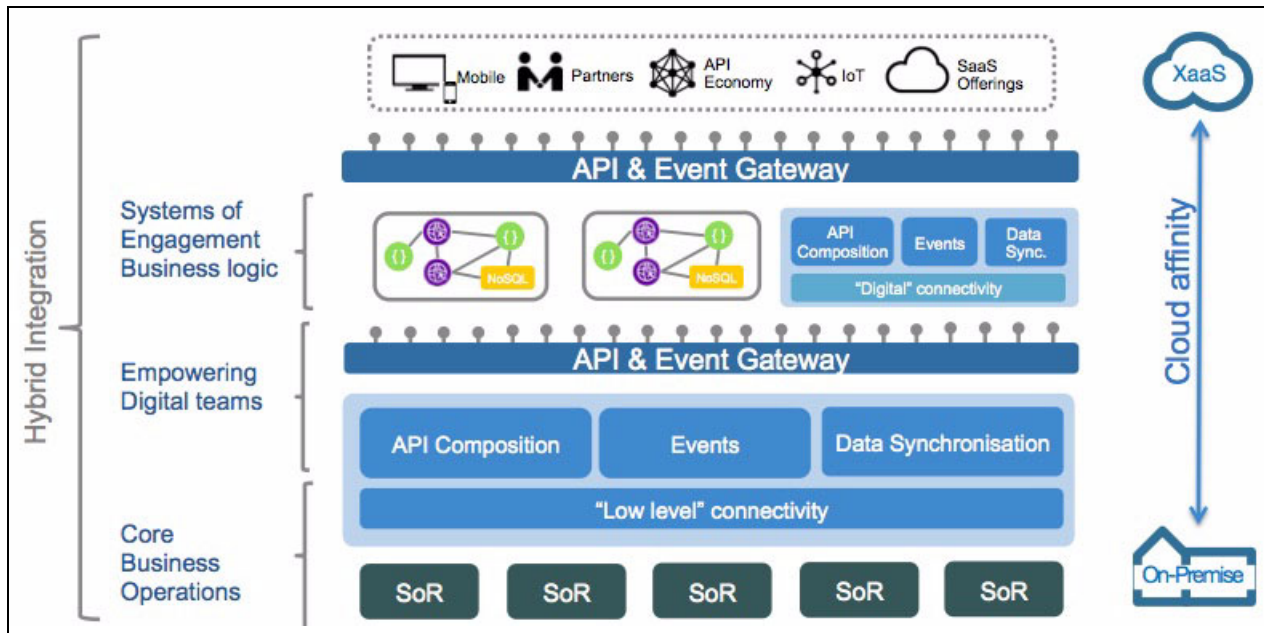 Mobile
Partners
API
Economy
IoT
SaaS
Offerings
XaaS
API & Event Gateway
Systems of
Engagement
Business logic
{}
{}
NoSQL
{}
{}
NoSQL
API
Composition
Events
Data
Sync.
“Digital” connectivity
Hybrid Integration
Cloud affinity
API & Event Gateway
Empowering
Digital teams
API Composition
Events
Data Synchronisation
“Low level” connectivity
Core
Business
Operations
SoR
SoR
SoR
SoR
SoR
On-Premise